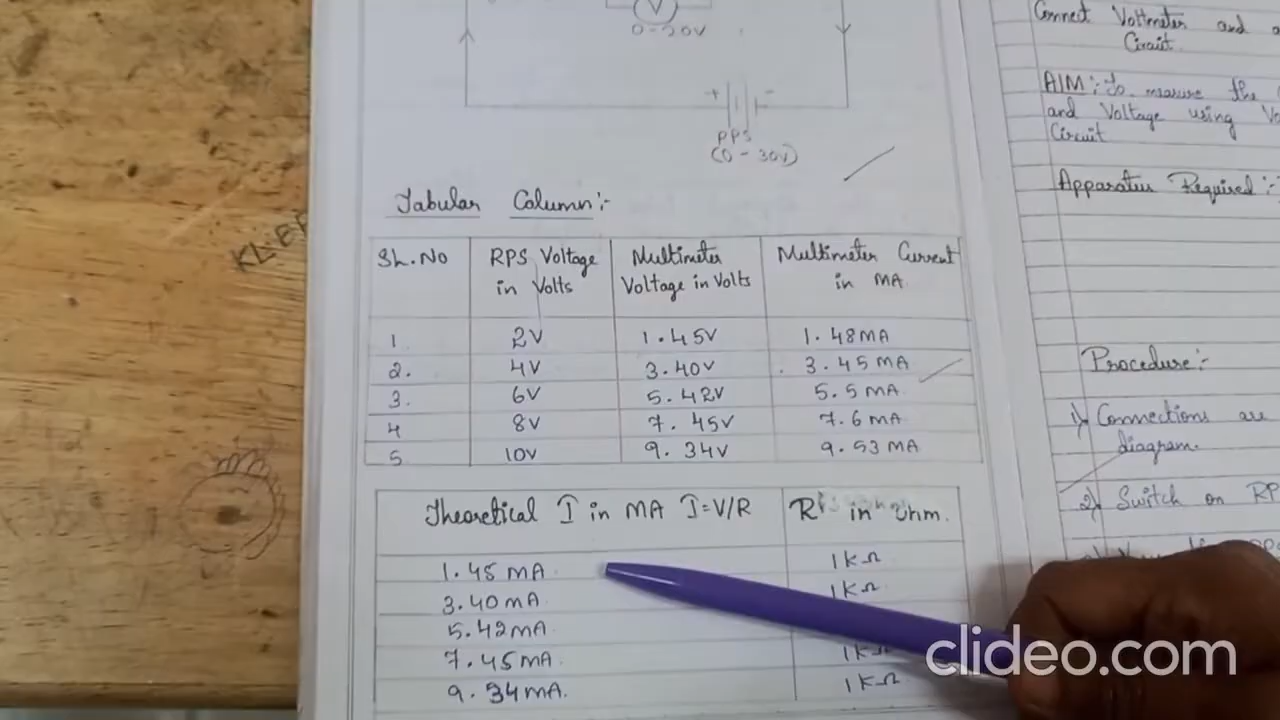 V
0-20V
+ -
RPS
(0-30V)
Tabular Column:-
Sl.No RPS Voltage in Volts Multimeter Voltage in Volts Multimeter Current in MA
1. 2V 1.45V 1.48MA
2. 4V 3.40V 3.45MA
3. 6V 5.42V 5.5MA
4 8V 7.45V 7.6MA
5 10V 9.34V 9.53MA
Theoretical I in MA I=V/R R in ohm.
1.45MA 1KΩ
3.40MA 1KΩ
5.42MA
7.45MA 1KΩ
9.34MA. 1KΩ
Connect Voltmeter and
Circuit
AIM:- To measure the
and Voltage using
Circuit
Apparatus Required:-
Procedure:-
1) Connections are
diagram.
2) Switch on
clideo.com